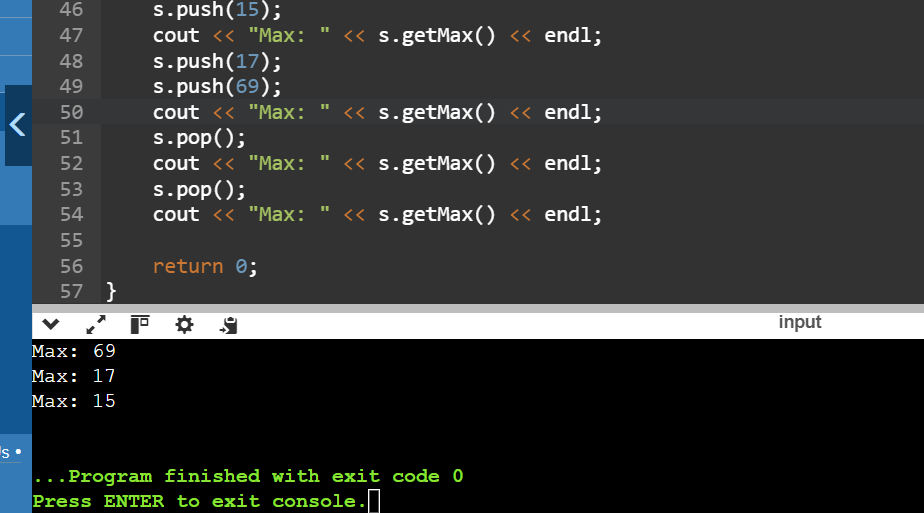 46 s.push(15);
47 cout << "Max: " << s.getMax() << endl;
48 s.push(17);
49 s.push(69);
50 cout << "Max: " << s.getMax() << endl;
51 s.pop();
52 cout << "Max: " << s.getMax() << endl;
53 s.pop();
54 cout << "Max: " << s.getMax() << endl;
55
56 return 0;
57 }
input
Max: 69
Max: 17
Max: 15
s •
...Program finished with exit code 0
Press ENTER to exit console.